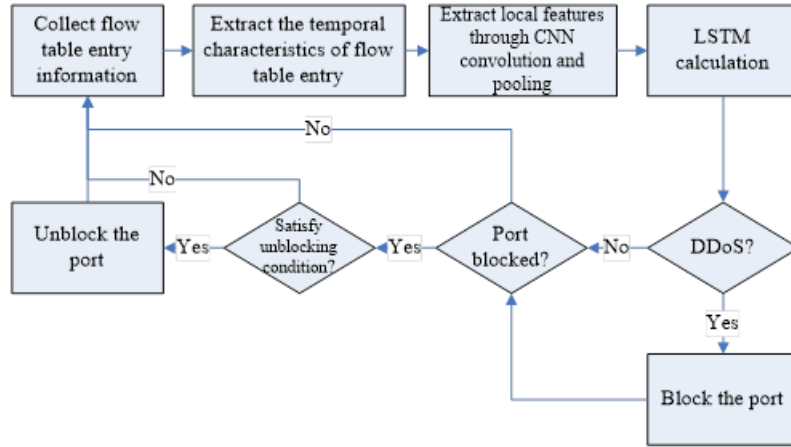 Collect flow
table entry
information
Extract the temporal
characteristics of flow
table entry
Extract local features
through CNN
convolution and
pooling
LSTM
calculation
No
No
Unblock the
port
Yes
Satisfy
unblocking
condition?
Yes
Port
blocked?
No
DDoS?
Yes
Block the port